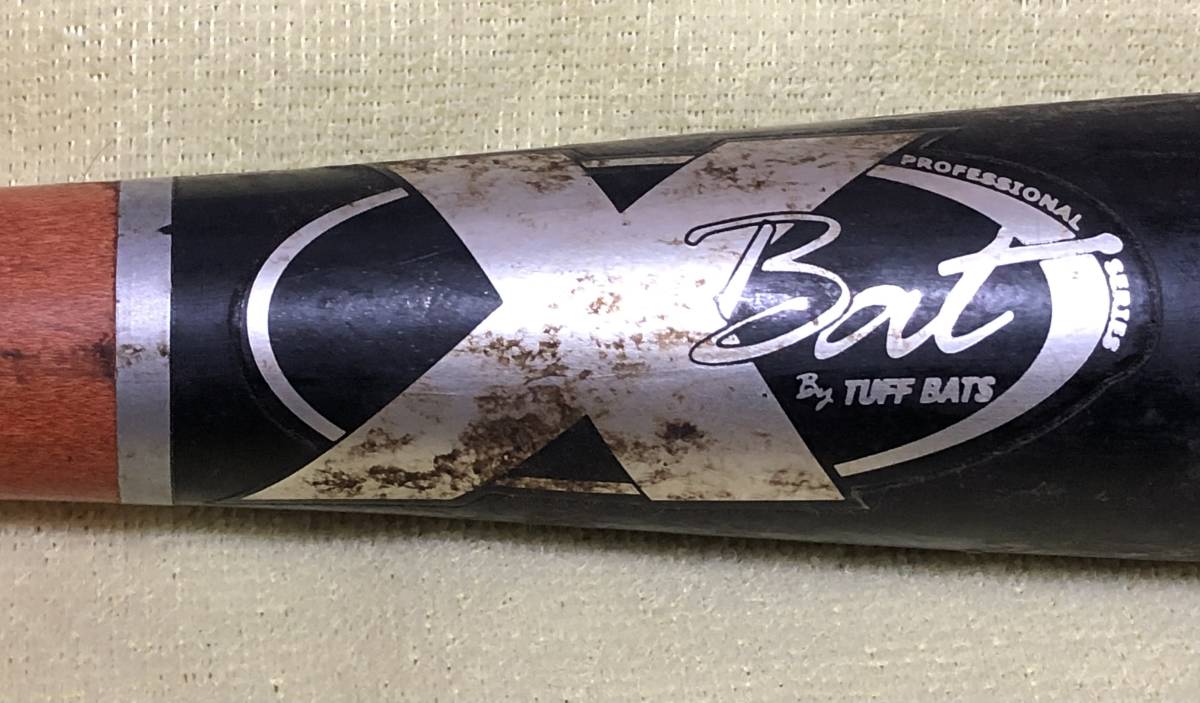 X Bat
PROFESSIONAL SERIES
By TUFF BATS